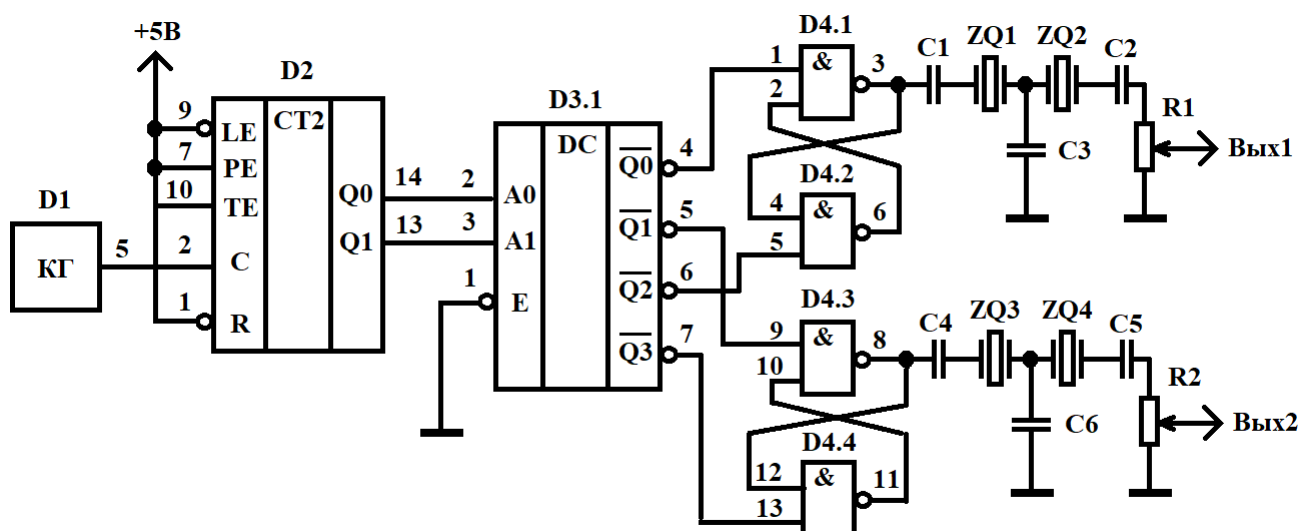 +5В
D1
КГ
5
D2
9
7
10
2
1
LE
PE
TE
C
R
CT2
Q0
Q1
14
13
2
3
1
D3.1
A0
A1
E
DC
Q0
Q1
Q2
Q3
4
5
6
7
D4.1
1
2
&
3
D4.2
4
5
&
6
C1
ZQ1
ZQ2
C2
C3
R1
Вых1
D4.3
9
10
&
8
D4.4
12
13
&
11
C4
ZQ3
ZQ4
C5
C6
R2
Вых2